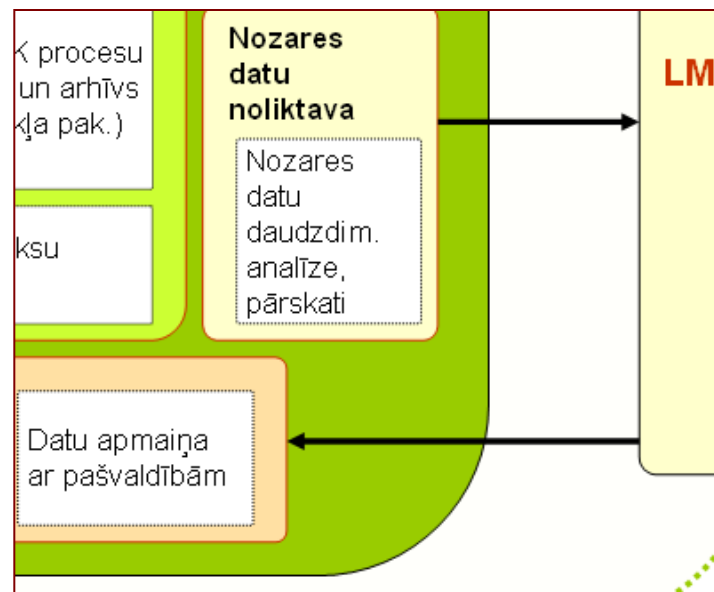 K procesu
un arhīvs
kļa pak.)
ksu
Nozares
datu
noliktava
Nozares
datu
daudzdim.
analīze,
pārskati
Datu apmaiņa
ar pašvaldībām
LM